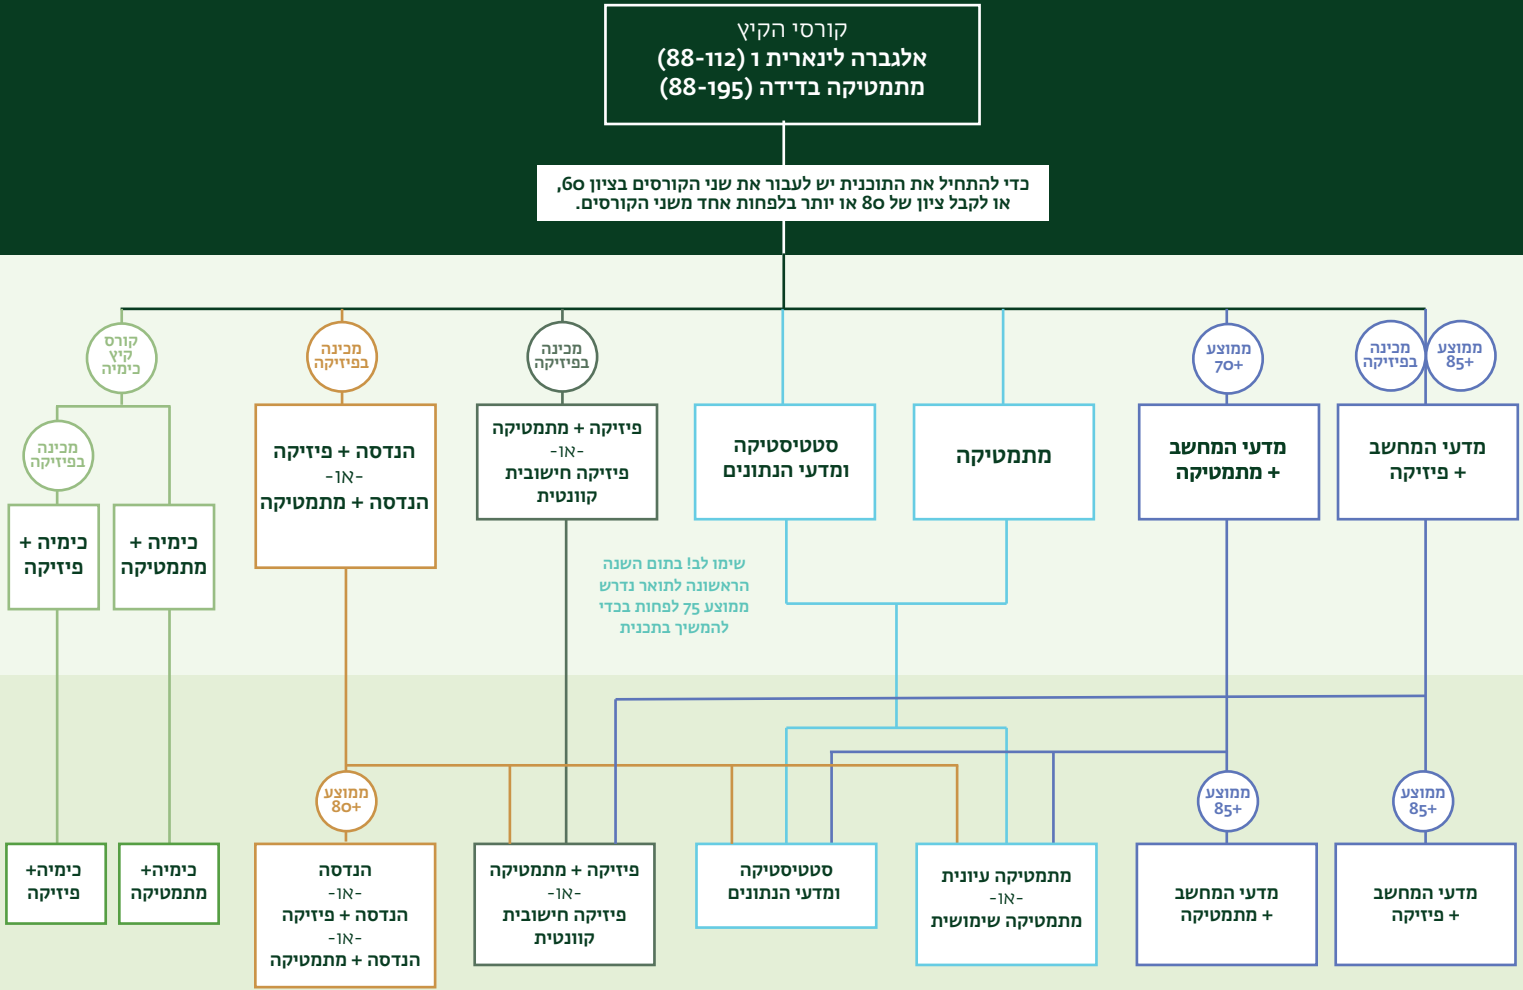 קורסי הקיץ
אלגברה לינארית 1 (88-112)
מתמטיקה בדידה (88-195)
כדי להתחיל את התוכנית יש לעבור את שני הקורסים בציון 60,
או לקבל ציון של 80 או יותר בלפחות אחד משני הקורסים.
ממוצע
85+
מכינה
בפיזיקה
ממוצע
70+
מכינה
בפיזיקה
מכינה
בפיזיקה
קורס
קיץ
כימיה
מדעי המחשב
+ פיזיקה
מדעי המחשב
+ מתמטיקה
מתמטיקה
סטטיסטיקה
ומדעי הנתונים
פיזיקה + מתמטיקה
-או-
פיזיקה חישובית
קוונטית
הנדסה + פיזיקה
-או-
הנדסה + מתמטיקה
מכינה
בפיזיקה
כימיה +
מתמטיקה
כימיה +
פיזיקה
שימו לב! בתום השנה
הראשונה לתואר נדרש
ממוצע 75 לפחות בכדי
להמשיך בתכנית
ממוצע
85+
ממוצע
85+
ממוצע
80+
מדעי המחשב
+ פיזיקה
מדעי המחשב
+ מתמטיקה
מתמטיקה עיונית
-או-
מתמטיקה שימושית
סטטיסטיקה
ומדעי הנתונים
פיזיקה + מתמטיקה
-או-
פיזיקה חישובית
קוונטית
הנדסה
-או-
הנדסה + פיזיקה
-או-
הנדסה + מתמטיקה
כימיה+
מתמטיקה
כימיה+
פיזיקה